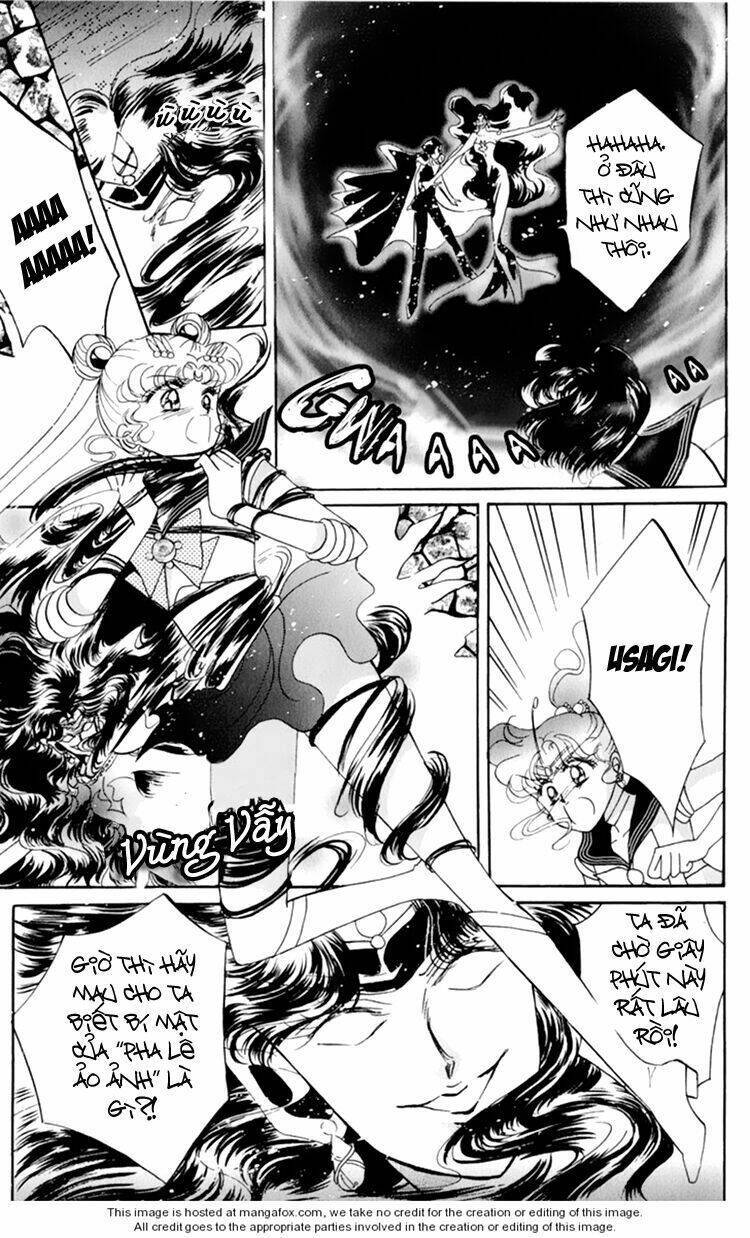 HAHAHA.
Ở ĐÂU
THÌ CŨNG
NHƯ NHAU
THÔI.
GWAAAAA
AA
Ù Ù Ù Ù
AAAA
AAAAA!
USAGI!
VÙNG VẪY
TA ĐÃ
CHỜ GIÂY
PHÚT NÀY
RẤT LÂU
RỒI!
GIỜ THÌ HÃY
MAU CHO TA
BIẾT BÍ MẬT
CỦA "PHA LÊ
ẢO ẢNH" LÀ
GÌ?!
This image is hosted at mangafox.com, we take no credit for the creation or editing of this image.
All credit goes to the appropriate parties involved in the creation or editing of this image.